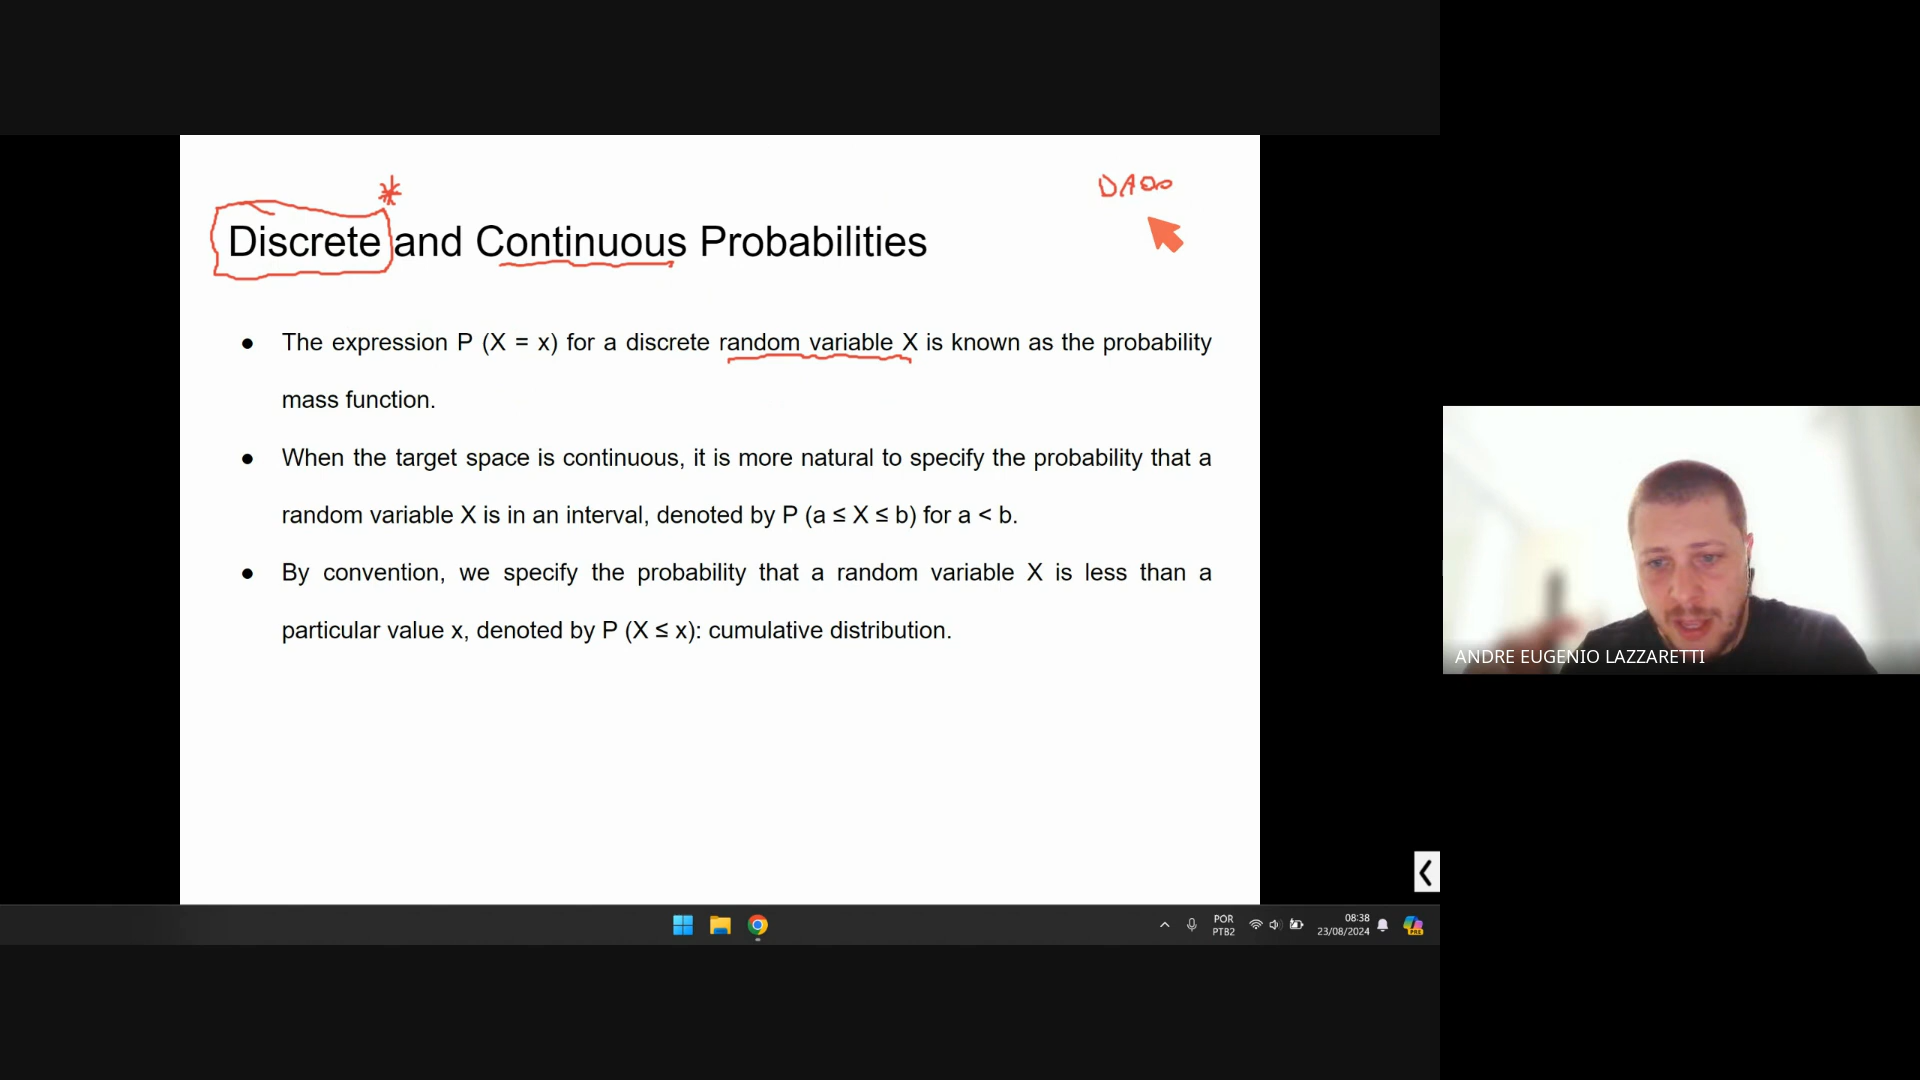 DADO
*
Discrete and Continuous Probabilities
● The expression P (X = x) for a discrete random variable X is known as the probability
mass function.
● When the target space is continuous, it is more natural to specify the probability that a
random variable X is in an interval, denoted by P (a ≤ X ≤ b) for a < b.
● By convention, we specify the probability that a random variable X is less than a
particular value x, denoted by P (X ≤ x): cumulative distribution.
ANDRE EUGENIO LAZZARETTI
POR
PTB2
08:38
23/08/2024
PRE